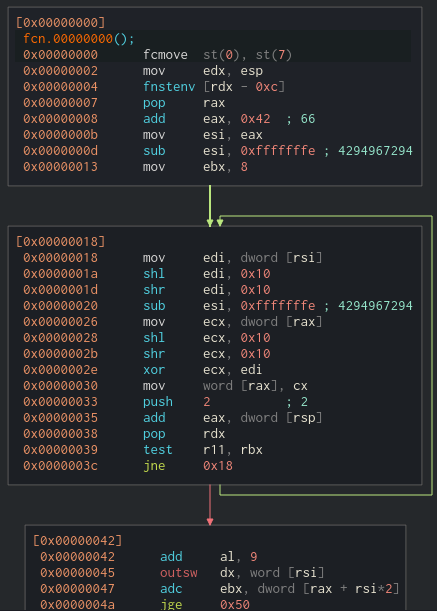 [0x00000000]
fcn.00000000();
0x00000000 fcmove st(0), st(7)
0x00000002 mov edx, esp
0x00000004 fnstenv [rdx - 0xc]
0x00000007 pop rax
0x00000008 add eax, 0x42 ; 66
0x0000000b mov esi, eax
0x0000000d sub esi, 0xfffffffe ; 4294967294
0x00000013 mov ebx, 8
[0x00000018]
0x00000018 mov edi, dword [rsi]
0x0000001a shl edi, 0x10
0x0000001d shr edi, 0x10
0x00000020 sub esi, 0xfffffffe ; 4294967294
0x00000026 mov ecx, dword [rax]
0x00000028 shl ecx, 0x10
0x0000002b shr ecx, 0x10
0x0000002e xor ecx, edi
0x00000030 mov word [rax], cx
0x00000033 push 2 ; 2
0x00000035 add eax, dword [rsp]
0x00000038 pop rdx
0x00000039 test r11, rbx
0x0000003c jne 0x18
[0x00000042]
0x00000042 add al, 9
0x00000045 outsw dx, word [rsi]
0x00000047 adc ebx, dword [rax + rsi*2]
0x0000004a jge 0x50